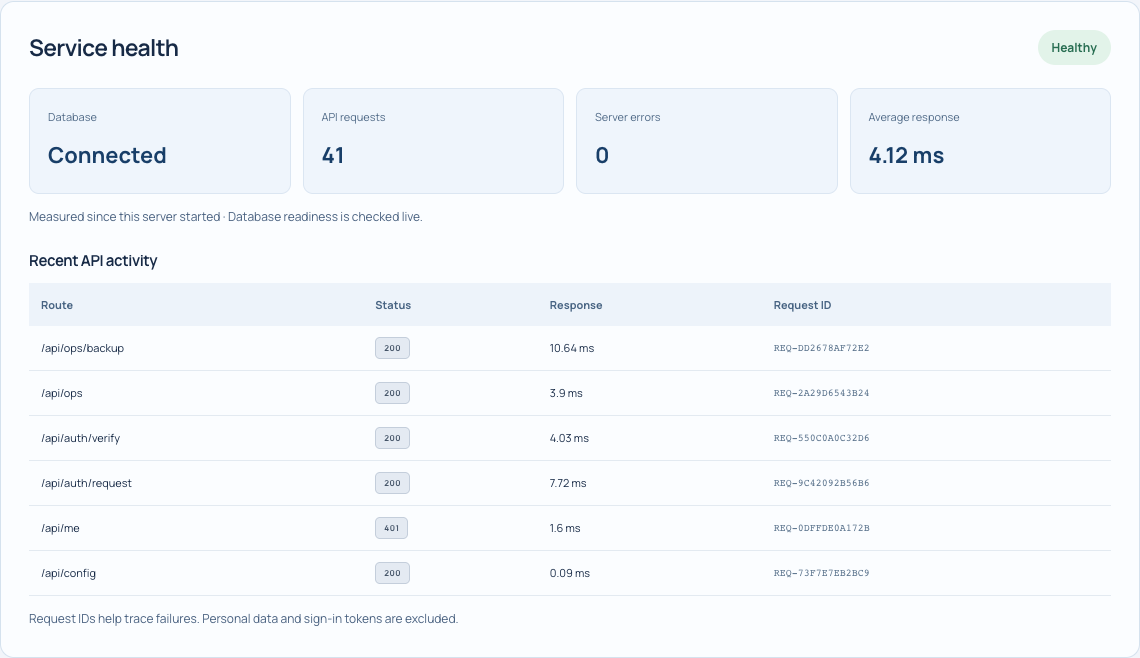 Service health
Healthy
Database
API requests
Server errors
Average response
Connected
41
0
4.12 ms
Measured since this server started · Database readiness is checked live.
Recent API activity
Route Status Response Request ID
/api/ops/backup 200 10.64 ms REQ-DD2678AF72E2
/api/ops 200 3.9 ms REQ-2A29D6543B24
/api/auth/verify 200 4.03 ms REQ-550C0A0C32D6
/api/auth/request 200 7.72 ms REQ-9C42092B56B6
/api/me 401 1.6 ms REQ-0DFFDE0A172B
/api/config 200 0.09 ms REQ-73F7E7EB2BC9
Request IDs help trace failures. Personal data and sign-in tokens are excluded.